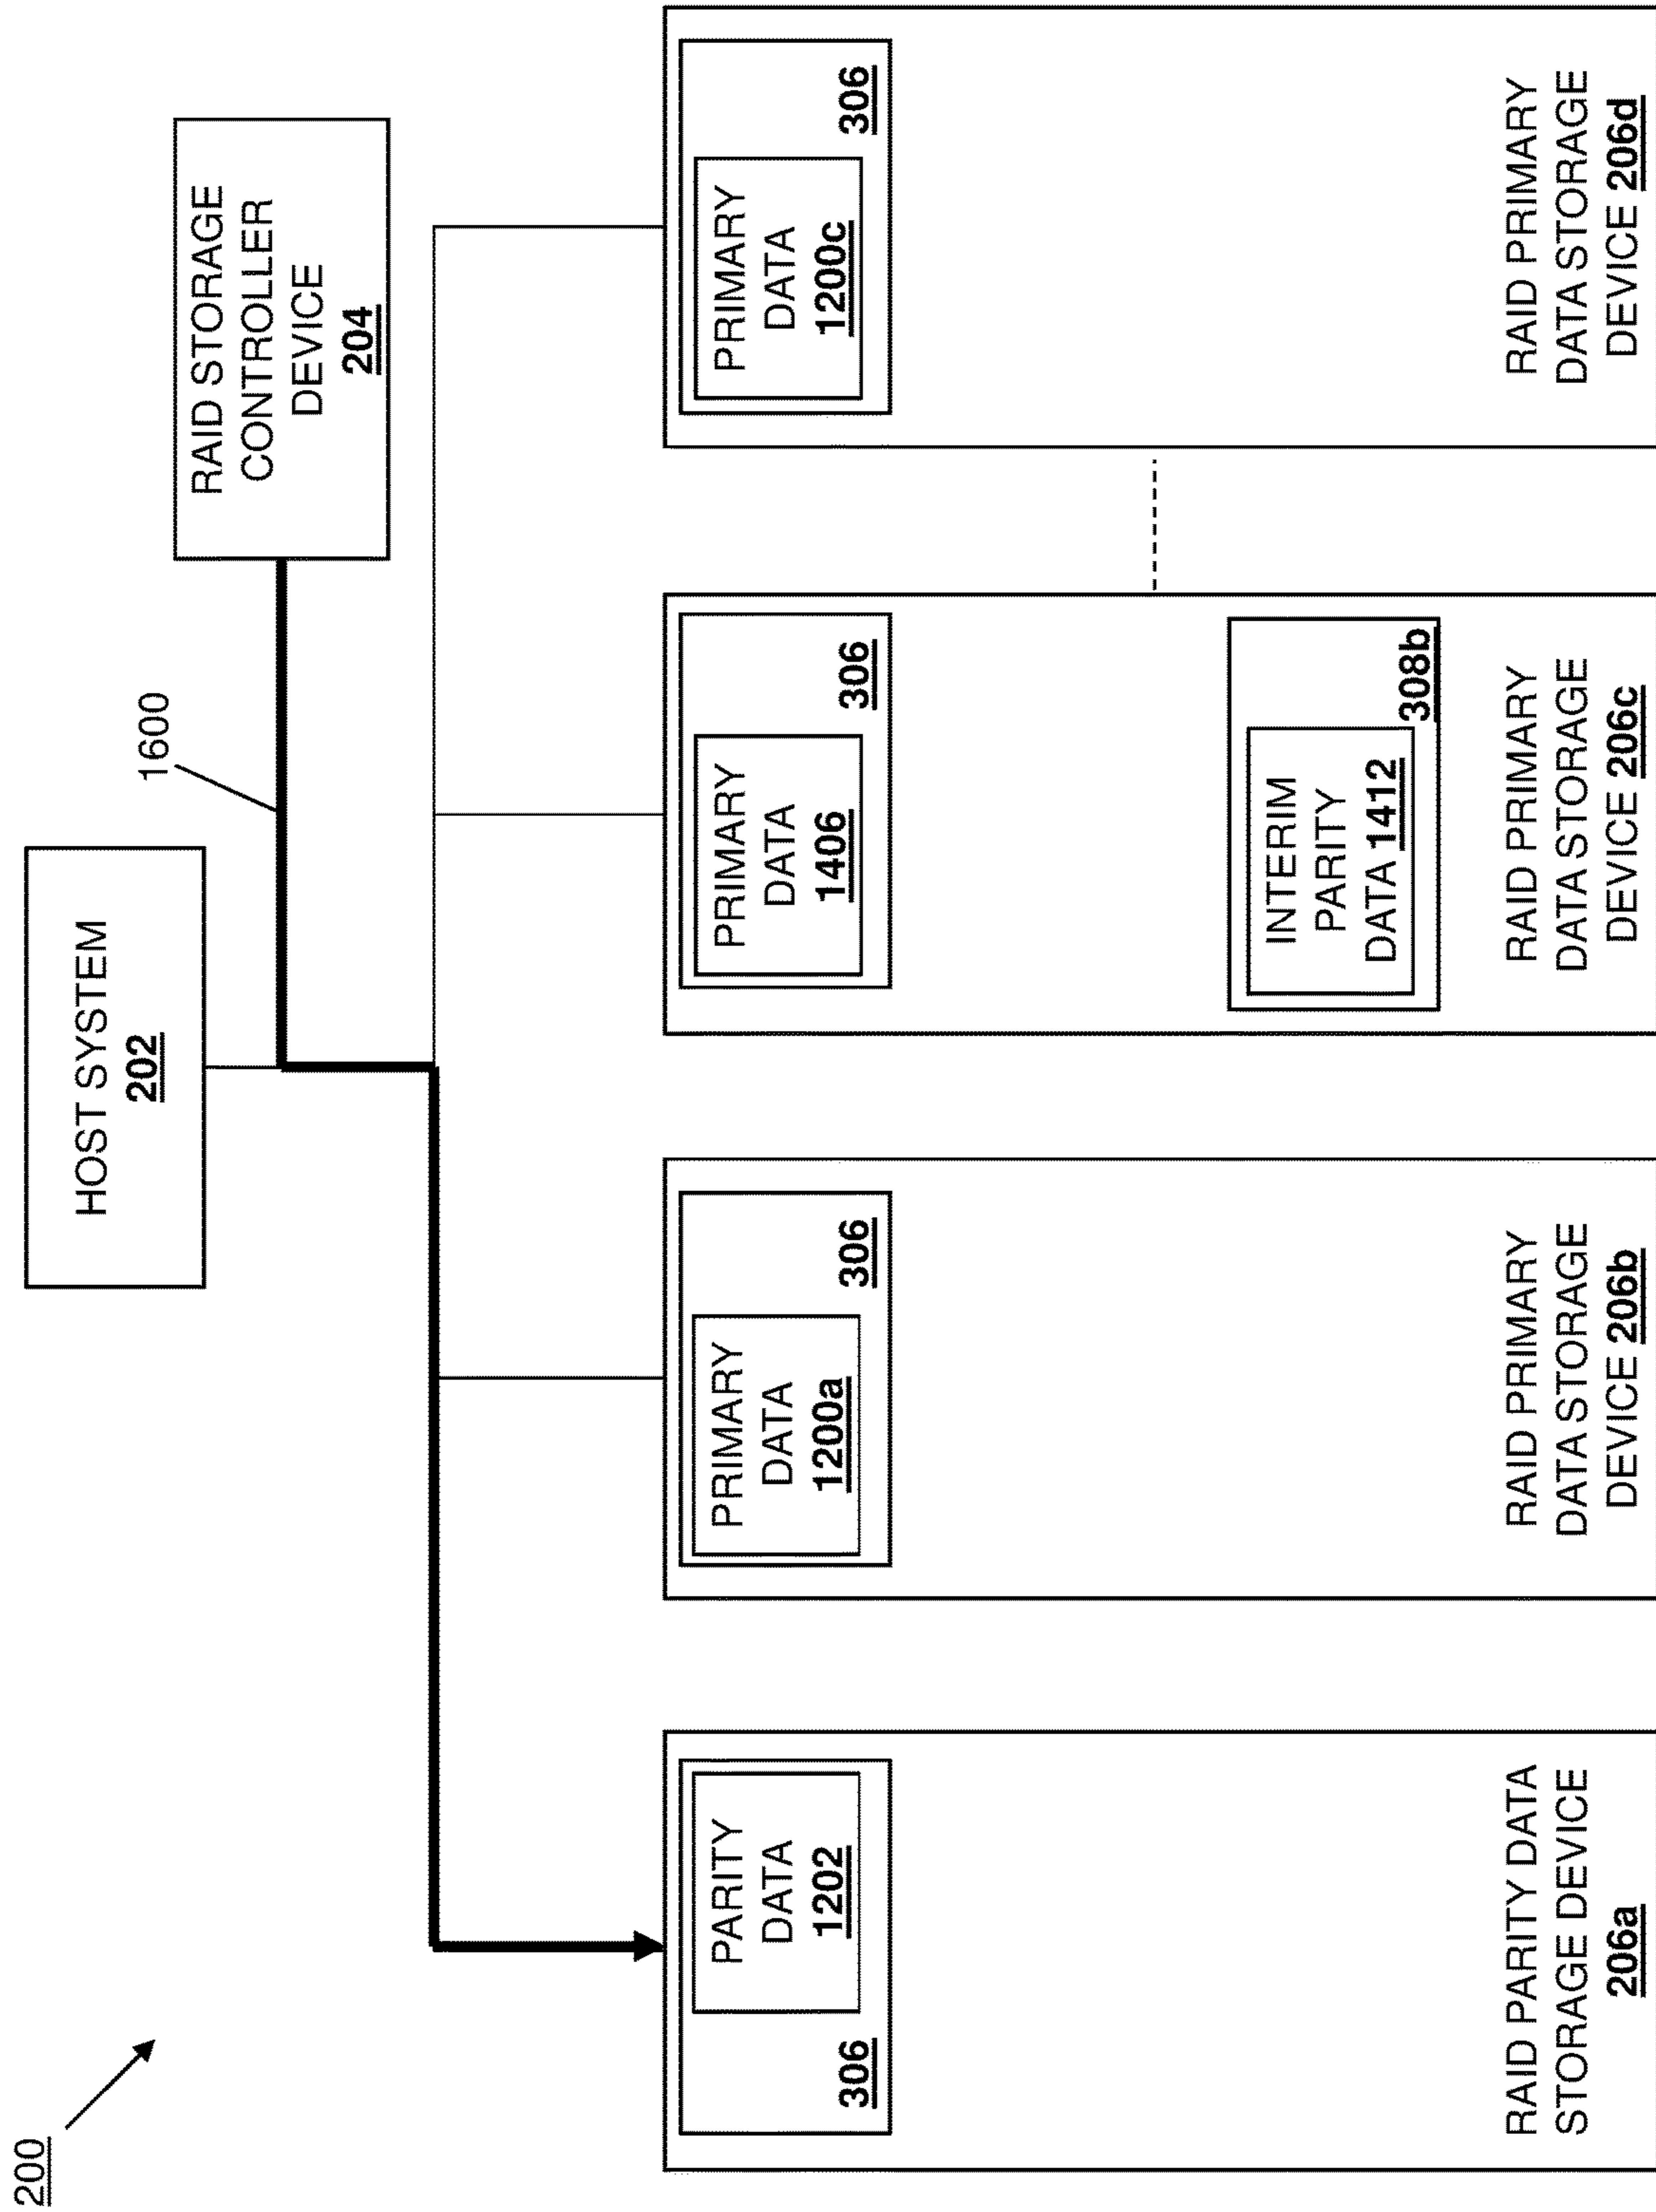 200
HOST SYSTEM
202
1600
RAID STORAGE
CONTROLLER
DEVICE
204
PARITY
DATA
1202
306
RAID PARITY DATA
STORAGE DEVICE
206a
PRIMARY
DATA
1200a
306
RAID PRIMARY
DATA STORAGE
DEVICE 206b
PRIMARY
DATA
1406
306
INTERIM
PARITY
DATA 1412
308b
RAID PRIMARY
DATA STORAGE
DEVICE 206c
PRIMARY
DATA
1200c
306
RAID PRIMARY
DATA STORAGE
DEVICE 206d